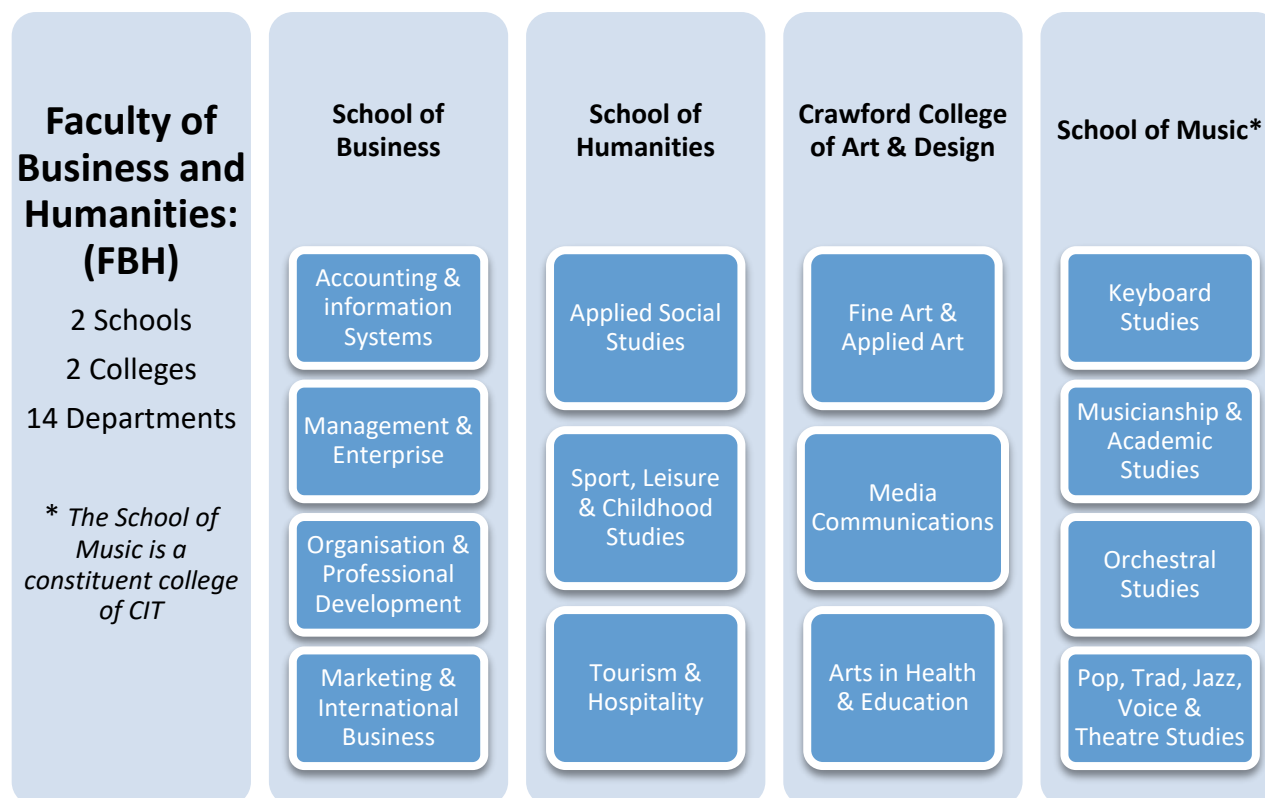 Faculty of
Business and
Humanities:
(FBH)
2 Schools
2 Colleges
14 Departments
* The School of
Music is a
constituent college
of CIT
School of
Business
Accounting &
information
Systems
Management &
Enterprise
Organisation &
Professional
Development
Marketing &
International
Business
School of
Humanities
Applied Social
Studies
Sport, Leisure
& Childhood
Studies
Tourism &
Hospitality
Crawford College
of Art & Design
Fine Art &
Applied Art
Media
Communications
Arts in Health
& Education
School of Music*
Keyboard
Studies
Musicianship &
Academic
Studies
Orchestral
Studies
Pop, Trad, Jazz,
Voice &
Theatre Studies